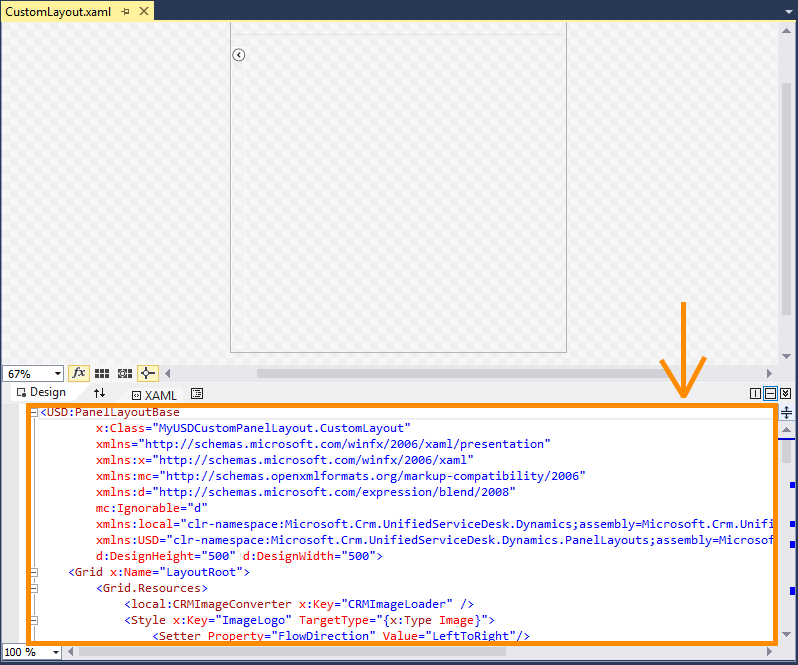 CustomLayout.xaml
67%
fx
Design
XAML
<USD:PanelLayoutBase
x:Class="MyUSDCustomPanelLayout.CustomLayout"
xmlns="http://schemas.microsoft.com/winfx/2006/xaml/presentation"
xmlns:x="http://schemas.microsoft.com/winfx/2006/xaml"
xmlns:mc="http://schemas.openxmlformats.org/markup-compatibility/2006"
xmlns:d="http://schemas.microsoft.com/expression/blend/2008"
mc:Ignorable="d"
xmlns:local="clr-namespace:Microsoft.Crm.UnifiedServiceDesk.Dynamics;assembly=Microsoft.Crm.Unifi
xmlns:USD="clr-namespace:Microsoft.Crm.UnifiedServiceDesk.Dynamics.PanelLayouts;assembly=Microsof
d:DesignHeight="500" d:DesignWidth="500">
<Grid x:Name="LayoutRoot">
<Grid.Resources>
<local:CRMImageConverter x:Key="CRMImageLoader" />
<Style x:Key="ImageLogo" TargetType="{x:Type Image}">
<Setter Property="FlowDirection" Value="LeftToRight"/>
100 %